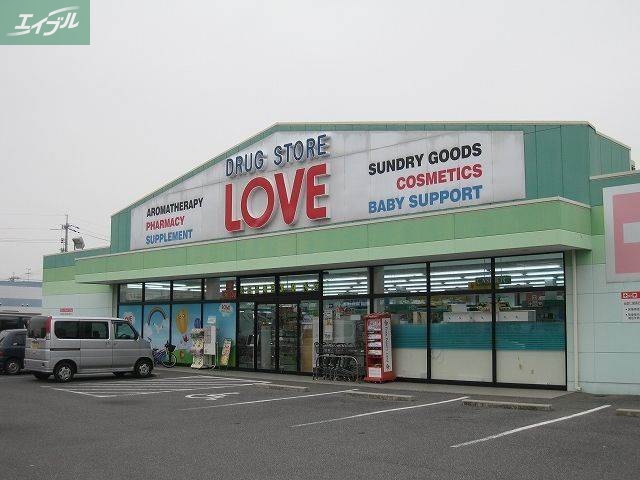 エイブル
DRUG STORE
LOVE
AROMATHERAPY
PHARMACY
SUPPLEMENT
SUNDRY GOODS
COSMETICS
BABY SUPPORT